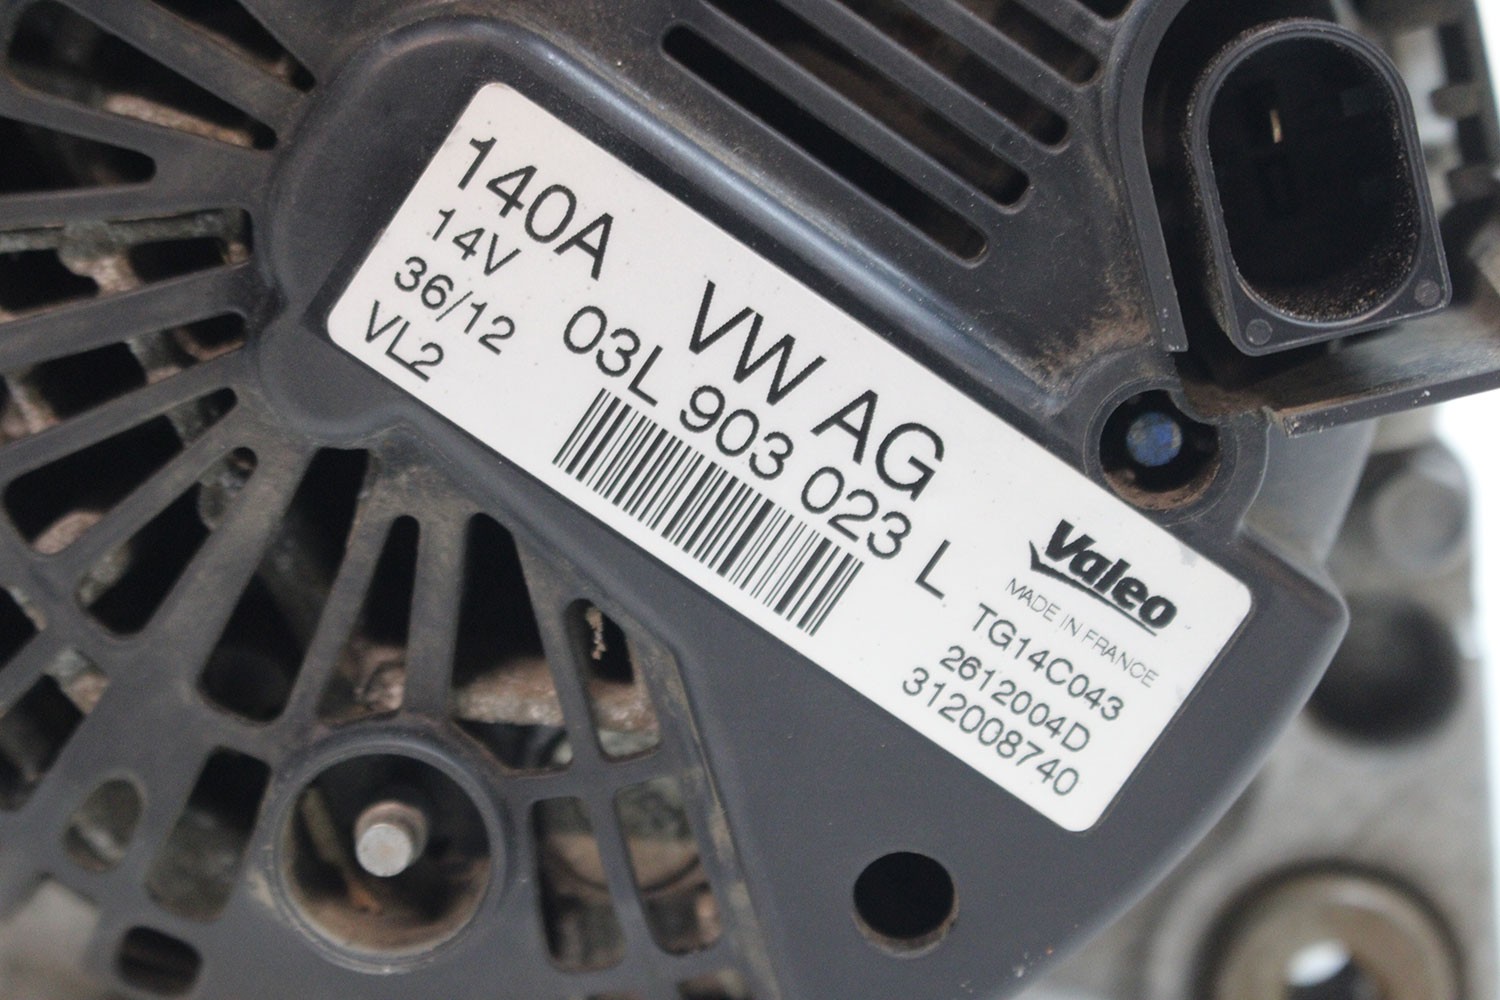 140A
14V
36/12
VL2
VW AG
03L 903 023 L
Valeo
MADE IN FRANCE
TG14C043
2612004D
312008740